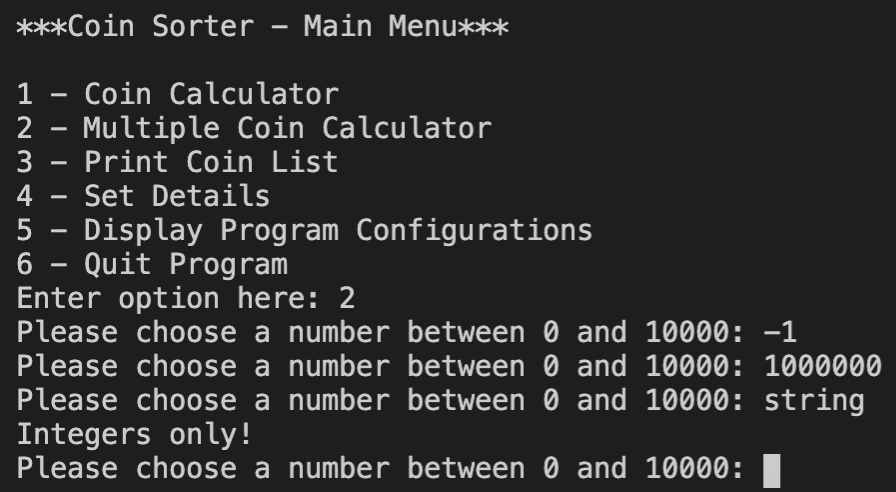 ***Coin Sorter – Main Menu***
1 – Coin Calculator
2 – Multiple Coin Calculator
3 – Print Coin List
4 – Set Details
5 – Display Program Configurations
6 – Quit Program
Enter option here: 2
Please choose a number between 0 and 10000: –1
Please choose a number between 0 and 10000: 1000000
Please choose a number between 0 and 10000: string
Integers only!
Please choose a number between 0 and 10000: